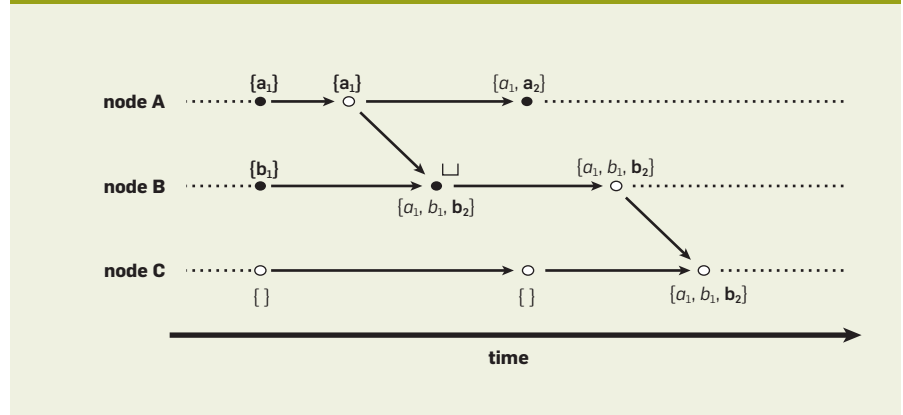 {a₁} {a₁} {a₁, a₂}
node A
{b₁} ⊔ {a₁, b₁, b₂}
node B
{a₁, b₁, b₂}
node C
{ } { } {a₁, b₁, b₂}
time